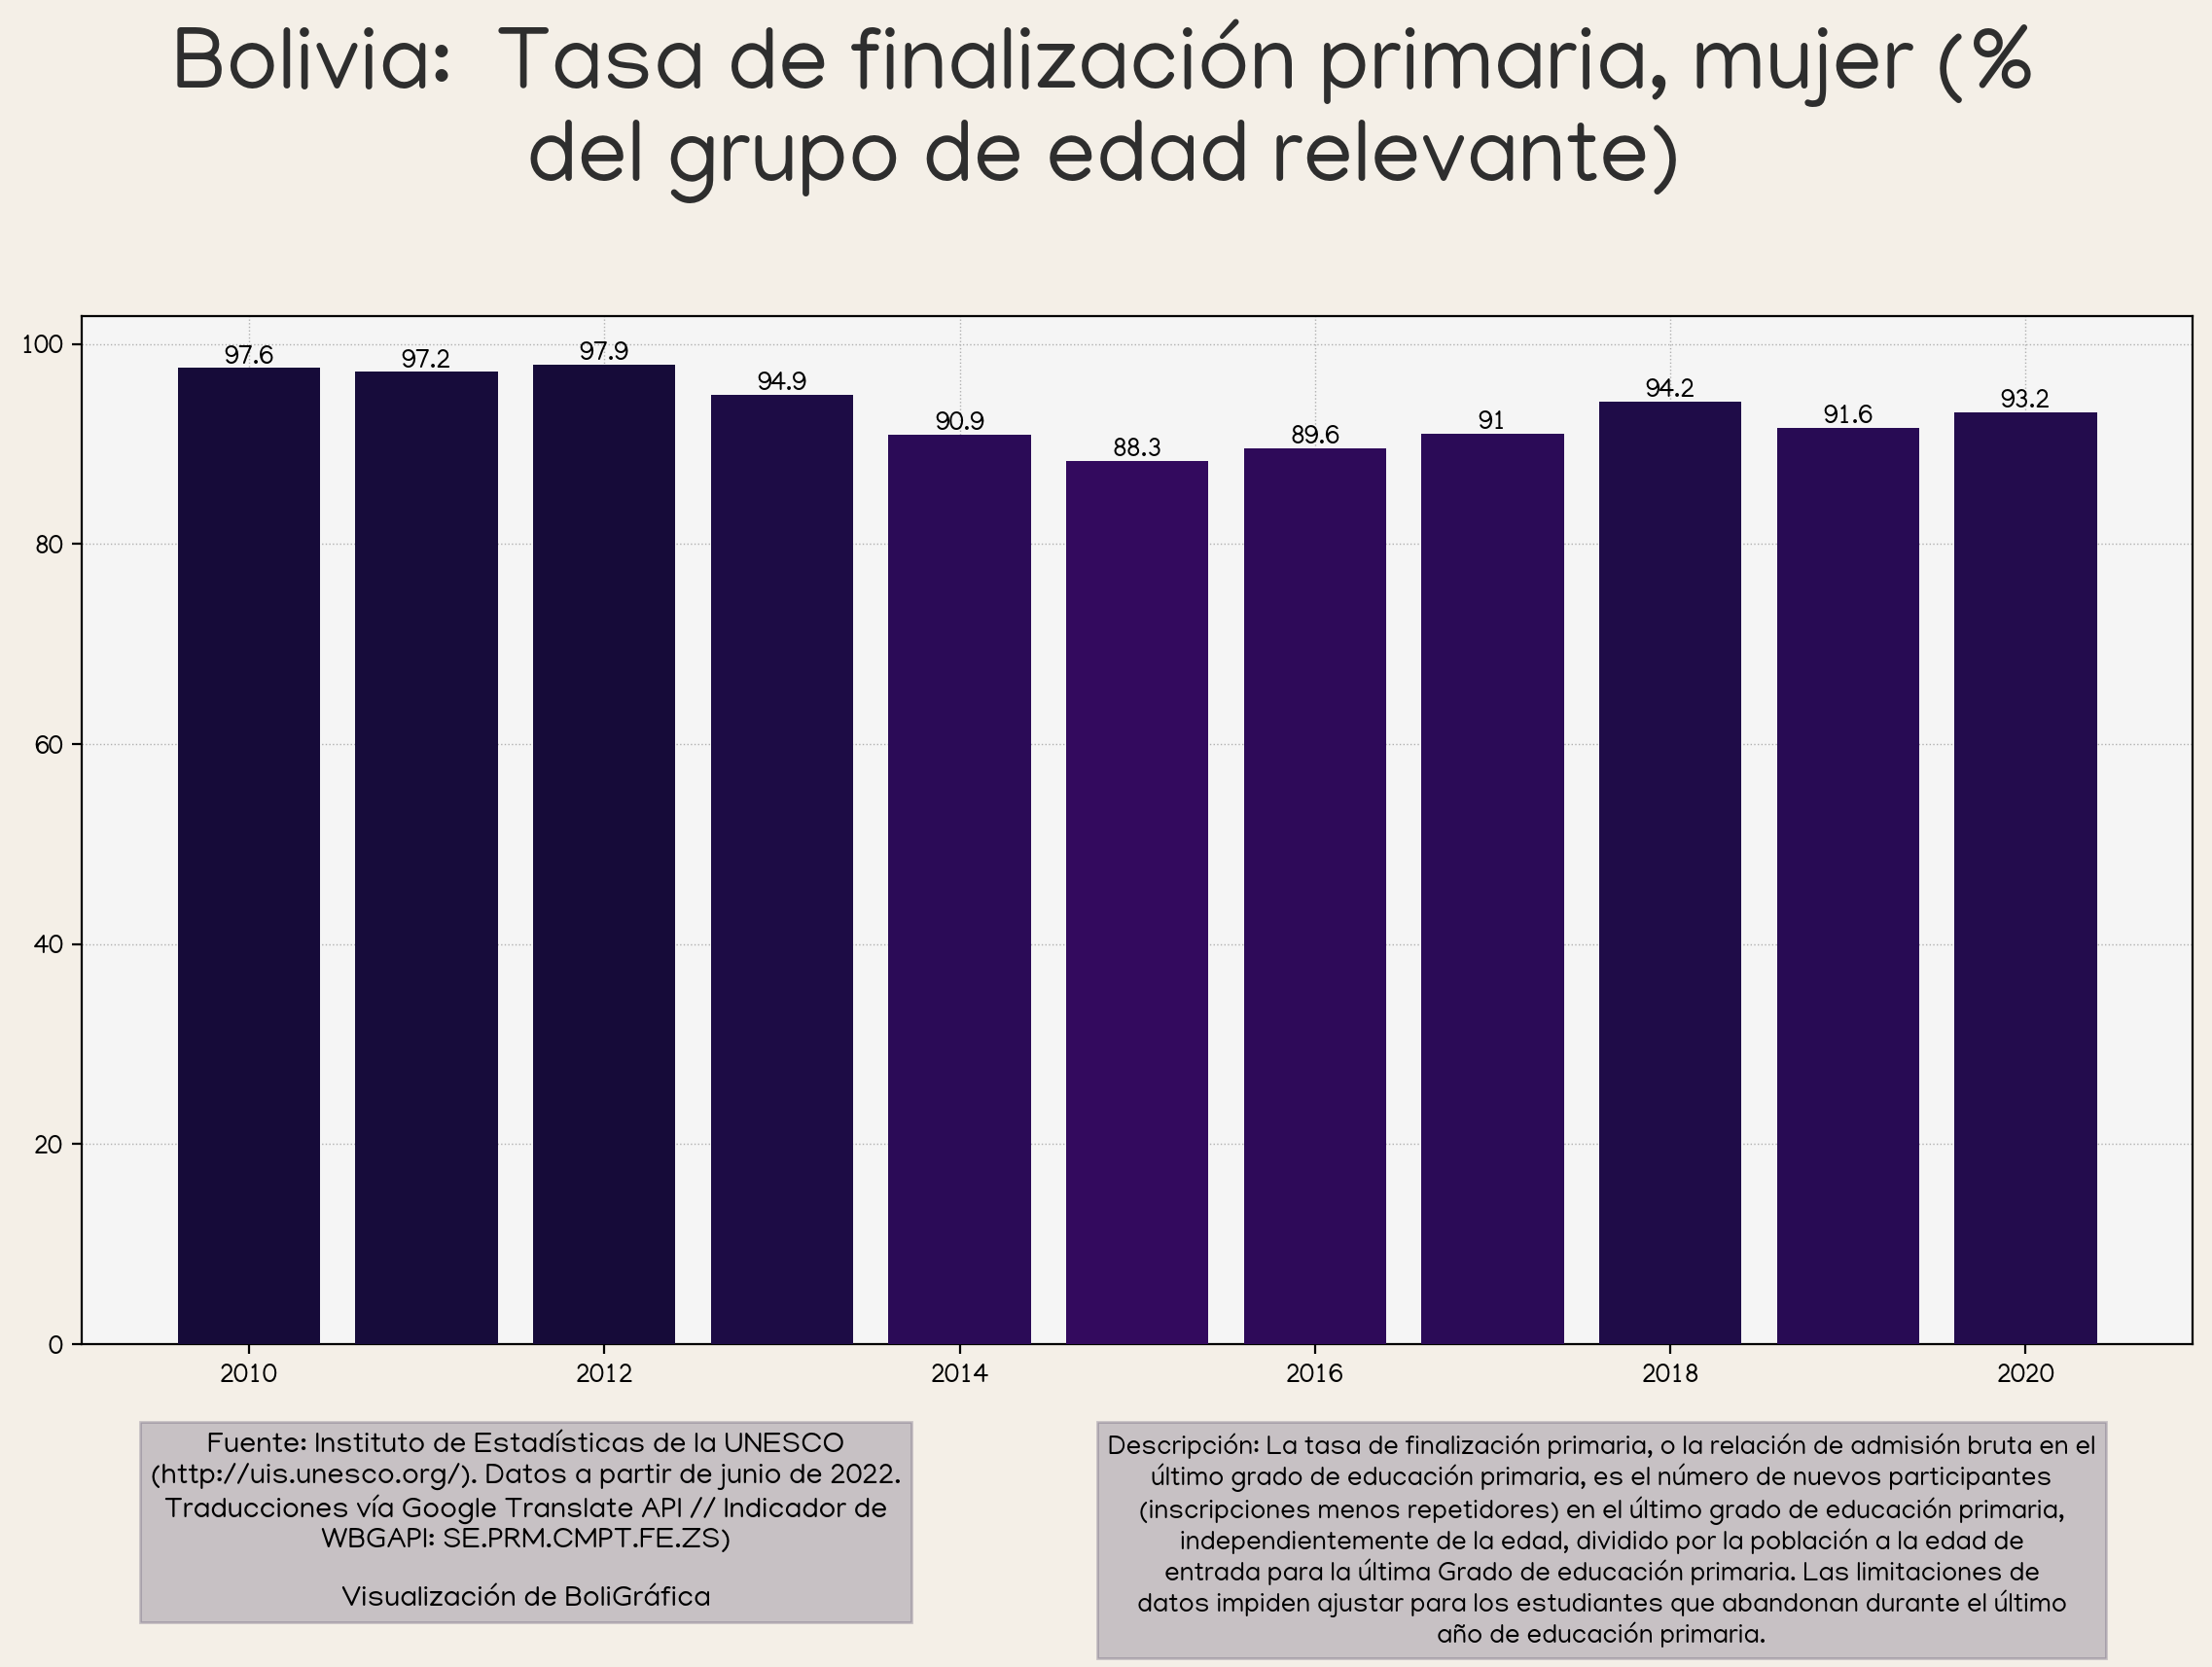 Bolivia:  Tasa de finalización primaria, mujer (%
del grupo de edad relevante)
100
80
60
40
20
0
97.6
97.2
97.9
94.9
90.9
88.3
89.6
91
94.2
91.6
93.2
2010
2012
2014
2016
2018
2020
Fuente: Instituto de Estadísticas de la UNESCO
(http://uis.unesco.org/). Datos a partir de junio de 2022.
Traducciones vía Google Translate API // Indicador de
WBGAPI: SE.PRM.CMPT.FE.ZS)
Visualización de BoliGráfica
Descripción: La tasa de finalización primaria, o la relación de admisión bruta en el
último grado de educación primaria, es el número de nuevos participantes
(inscripciones menos repetidores) en el último grado de educación primaria,
independientemente de la edad, dividido por la población a la edad de
entrada para la última Grado de educación primaria. Las limitaciones de
datos impiden ajustar para los estudiantes que abandonan durante el último
año de educación primaria.